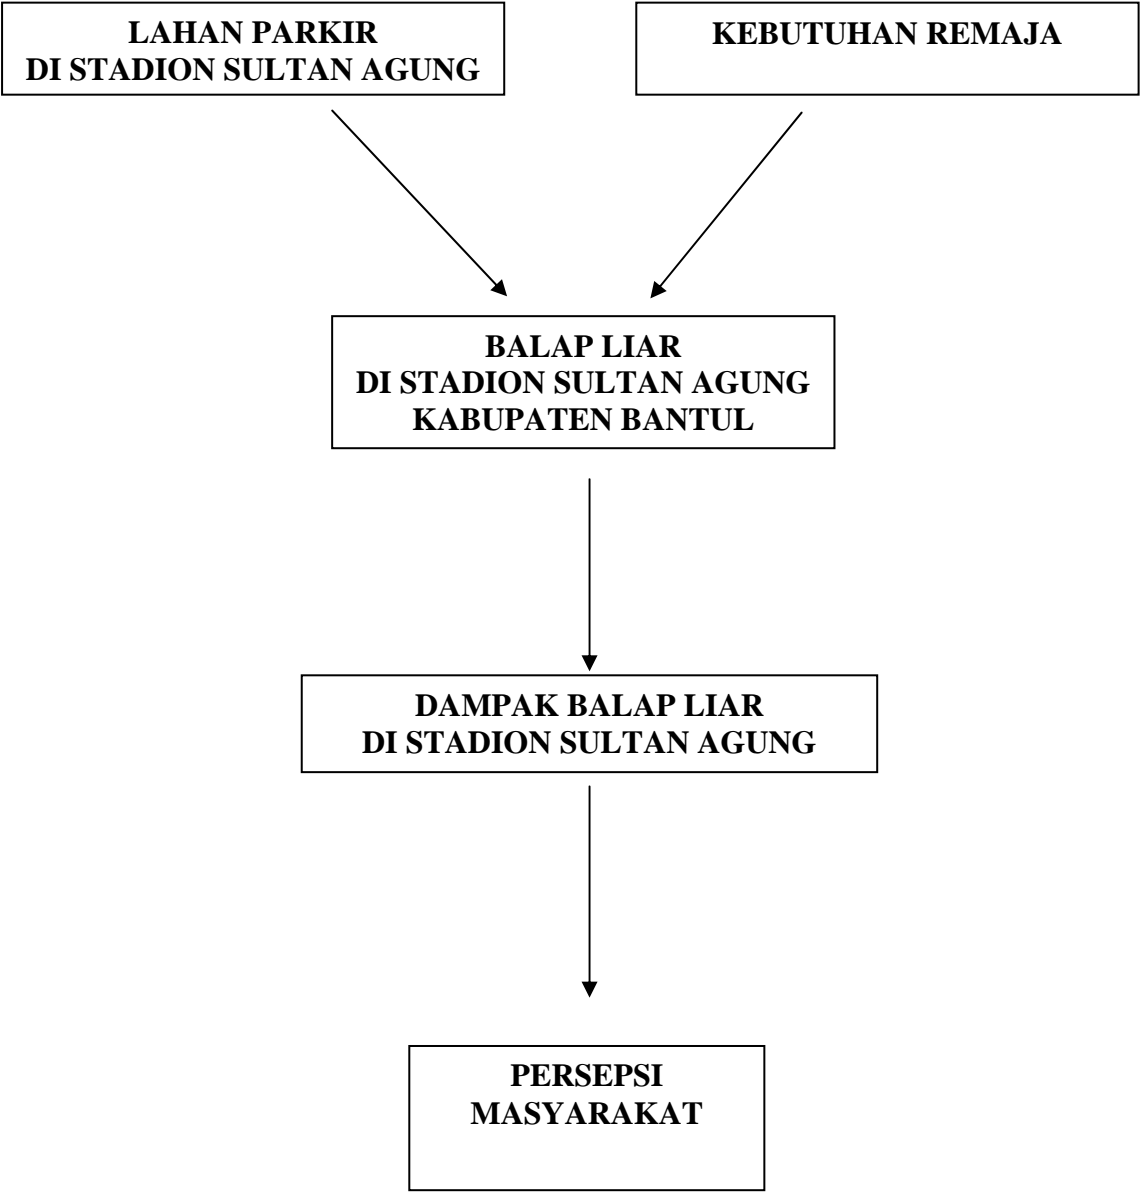 LAHAN PARKIR
DI STADION SULTAN AGUNG
KEBUTUHAN REMAJA
BALAP LIAR
DI STADION SULTAN AGUNG
KABUPATEN BANTUL
DAMPAK BALAP LIAR
DI STADION SULTAN AGUNG
PERSEPSI
MASYARAKAT